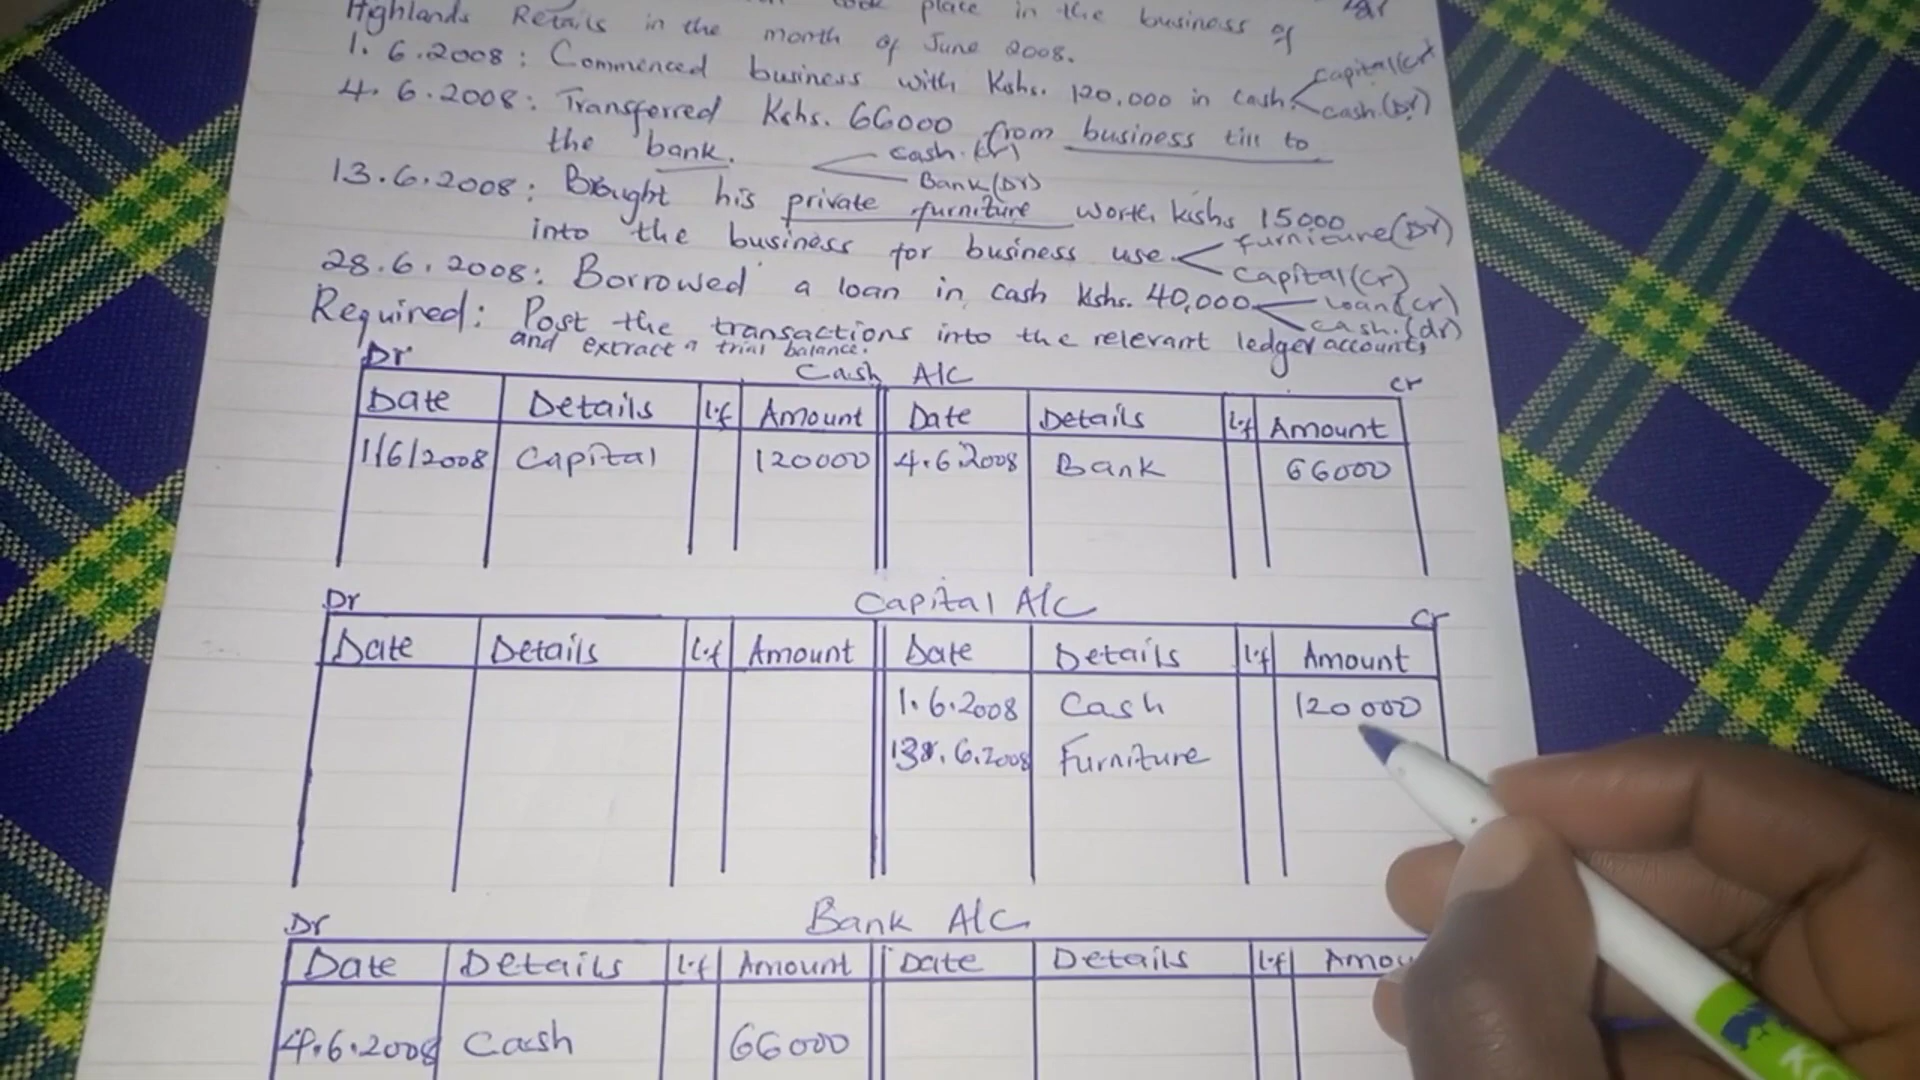 place in the business of
Highlands Retails in the month of June 2008.
1. 6.2008: Commenced business with Kshs. 120,000 in cash. Capital(cr)
Cash.(Dr)
4. 6.2008: Transferred Kshs. 66000 from business till to
the bank. Cash.(cr)
Bank(Dr)
13.6.2008: Brought his private furniture worth kshs 15000
into the business for business use furniture(Dr)
Capital(Cr)
28.6.2008: Borrowed a loan in cash Kshs. 40,000 Loan(cr)
Cash.(dr)
Required: Post the transactions into the relevant ledger accounts
and extract a trial balance.
Dr Cash A/C cr
Date Details l.f Amount Date Details l.f Amount
1/6/2008 Capital 120000 4.6.2008 Bank 66000
Dr Capital A/C Cr
Date Details l.f Amount Date Details l.f Amount
1.6.2008 Cash 120000
13.6.2008 Furniture
Dr Bank A/C
Date Details l.f Amount Date Details l.f Amou
4.6.2008 Cash 66000